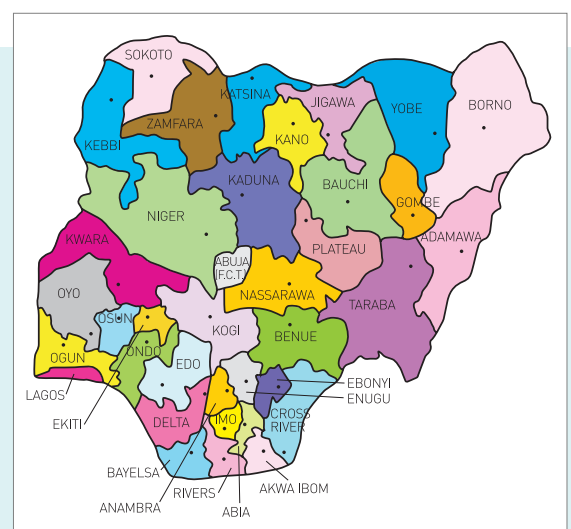 SOKOTO
KATSINA
JIGAWA
YOBE
BORNO
ZAMFARA
KANO
KEBBI
KADUNA
BAUCHI
GOMBE
NIGER
ADAMAWA
KWARA
PLATEAU
ABUJA
(F.C.T.)
OYO
NASSARAWA
TARABA
OSUN
KOGI
BENUE
ONDO
OGUN
EDO
EBONYI
ENUGU
LAGOS
EKITI
DELTA
IMO
CROSS
RIVER
BAYELSA
RIVERS
AKWA IBOM
ANAMBRA
ABIA